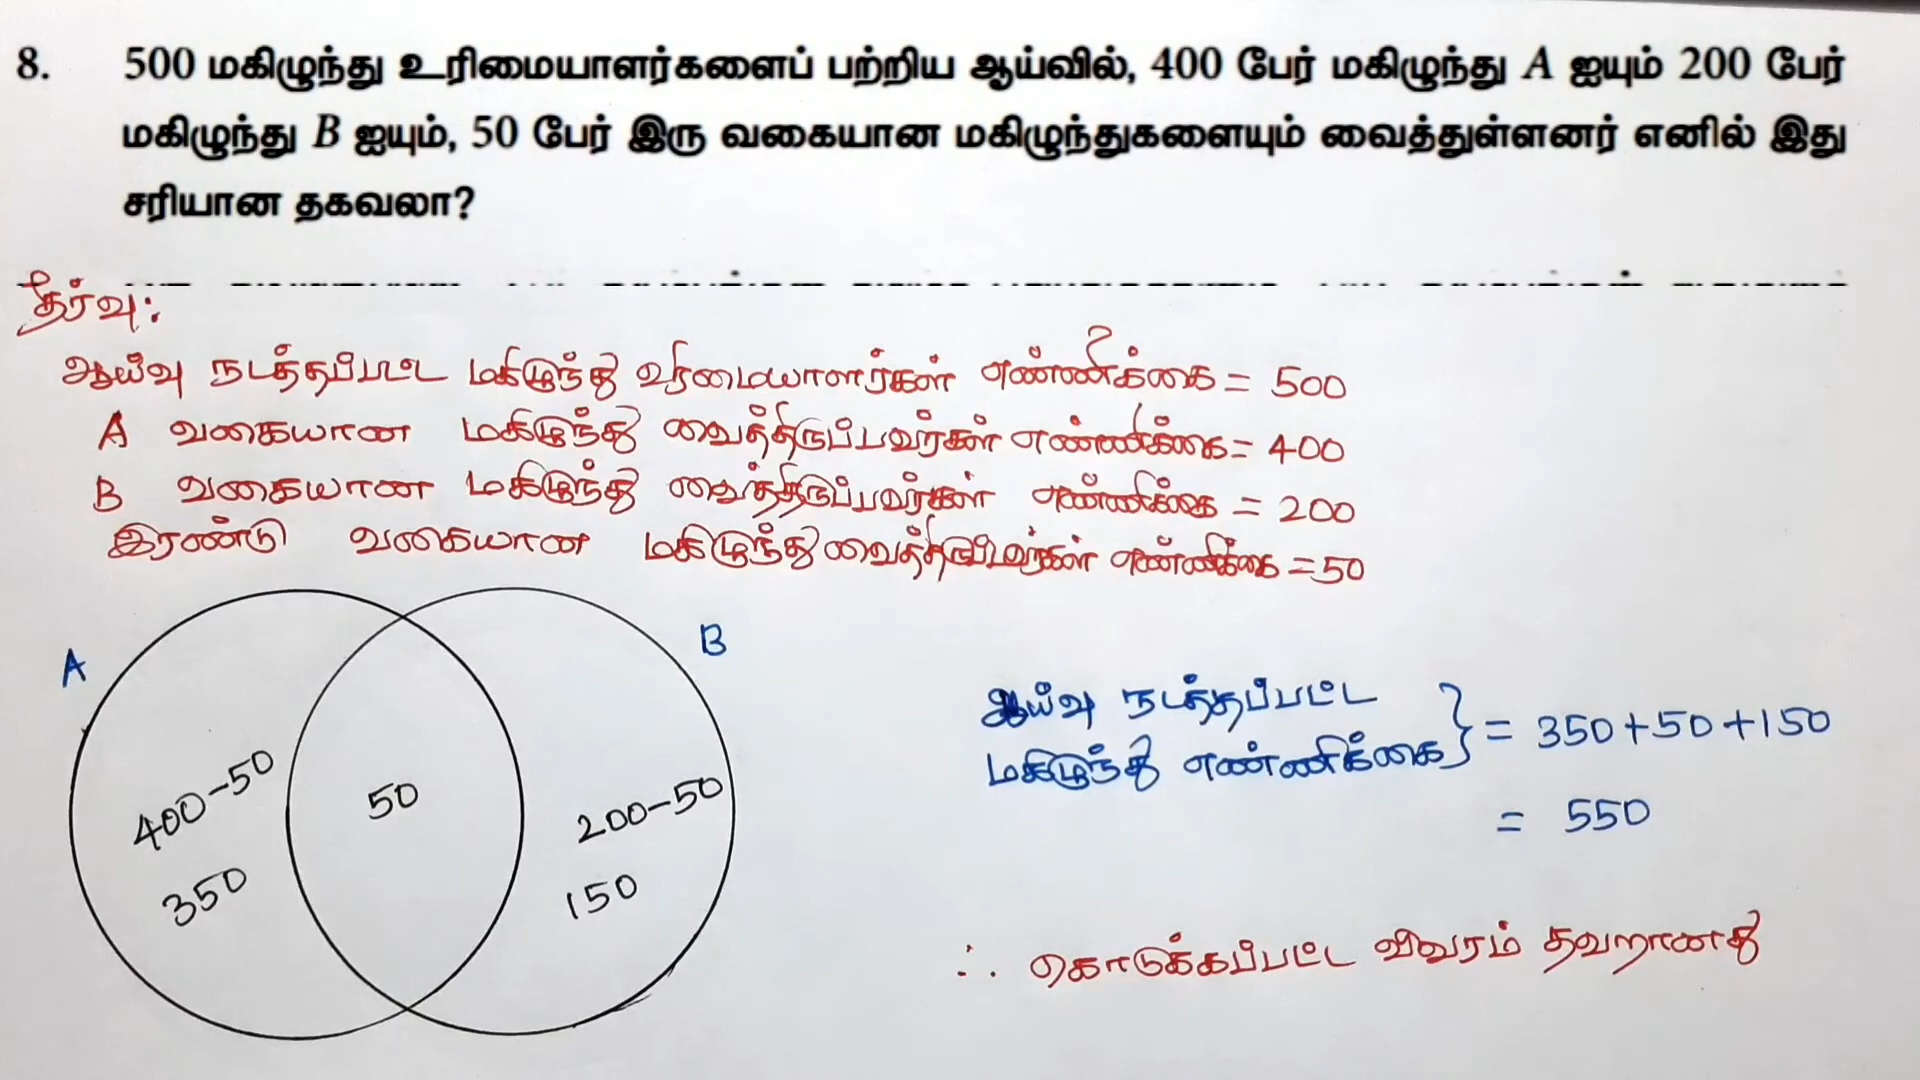 8. 500 மகிழுந்து உரிமையாளர்களைப் பற்றிய ஆய்வில், 400 பேர் மகிழுந்து A ஐயும் 200 பேர்
மகிழுந்து B ஐயும், 50 பேர் இரு வகையான மகிழுந்துகளையும் வைத்துள்ளனர் எனில் இது
சரியான தகவலா?
தீர்வு:
ஆய்வு நடத்தப்பட்ட மகிழுந்து உரிமையாளர்கள் எண்ணிக்கை = 500
A வகையான மகிழுந்து வைத்திருப்பவர்கள் எண்ணிக்கை = 400
B வகையான மகிழுந்து வைத்திருப்பவர்கள் எண்ணிக்கை = 200
இரண்டு வகையான மகிழுந்து வைத்திருப்பவர்கள் எண்ணிக்கை = 50
A
B
400-50
350
50
200-50
150
ஆய்வு நடத்தப்பட்ட
மகிழுந்து எண்ணிக்கை } = 350+50+150
= 550
∴ கொடுக்கப்பட்ட விவரம் தவறானது